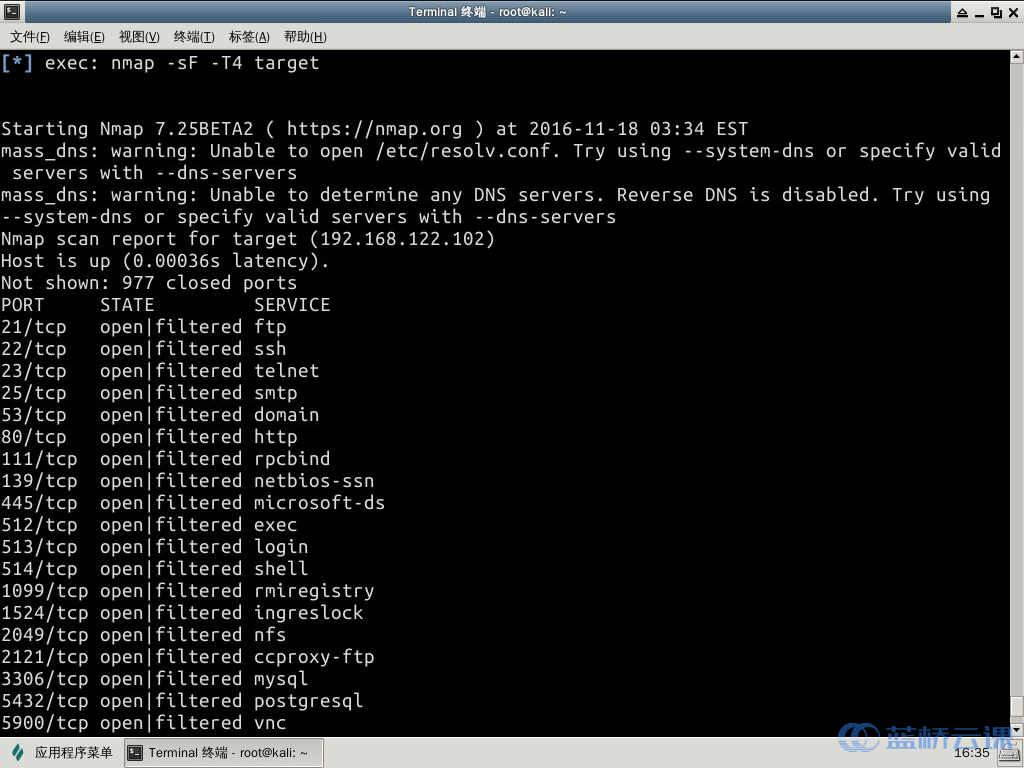 Terminal 终端 - root@kali: ~
文件(F) 编辑(E) 视图(V) 终端(T) 标签(A) 帮助(H)
[*] exec: nmap -sF -T4 target
Starting Nmap 7.25BETA2 ( https://nmap.org ) at 2016-11-18 03:34 EST
mass_dns: warning: Unable to open /etc/resolv.conf. Try using --system-dns or specify valid
 servers with --dns-servers
mass_dns: warning: Unable to determine any DNS servers. Reverse DNS is disabled. Try using
--system-dns or specify valid servers with --dns-servers
Nmap scan report for target (192.168.122.102)
Host is up (0.00036s latency).
Not shown: 977 closed ports
PORT     STATE         SERVICE
21/tcp   open|filtered ftp
22/tcp   open|filtered ssh
23/tcp   open|filtered telnet
25/tcp   open|filtered smtp
53/tcp   open|filtered domain
80/tcp   open|filtered http
111/tcp  open|filtered rpcbind
139/tcp  open|filtered netbios-ssn
445/tcp  open|filtered microsoft-ds
512/tcp  open|filtered exec
513/tcp  open|filtered login
514/tcp  open|filtered shell
1099/tcp open|filtered rmiregistry
1524/tcp open|filtered ingreslock
2049/tcp open|filtered nfs
2121/tcp open|filtered ccproxy-ftp
3306/tcp open|filtered mysql
5432/tcp open|filtered postgresql
5900/tcp open|filtered vnc
蓝桥云课
应用程序菜单 Terminal 终端 - root@kali: ~ 16:35